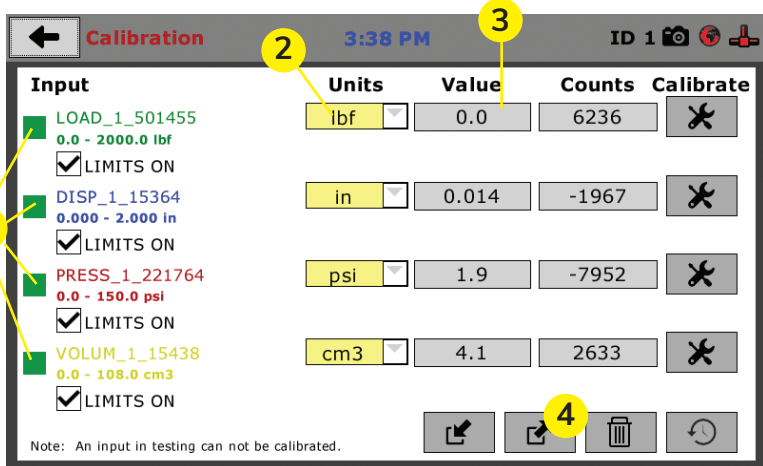 Calibration 3:38 PM ID 1
2 3
Input Units Value Counts Calibrate
LOAD_1_501455 lbf 0.0 6236
0.0 - 2000.0 lbf
LIMITS ON
DISP_1_15364 in 0.014 -1967
0.000 - 2.000 in
LIMITS ON
PRESS_1_221764 psi 1.9 -7952
0.0 - 150.0 psi
LIMITS ON
VOLUM_1_15438 cm3 4.1 2633
0.0 - 108.0 cm3
LIMITS ON
4
Note: An input in testing can not be calibrated.